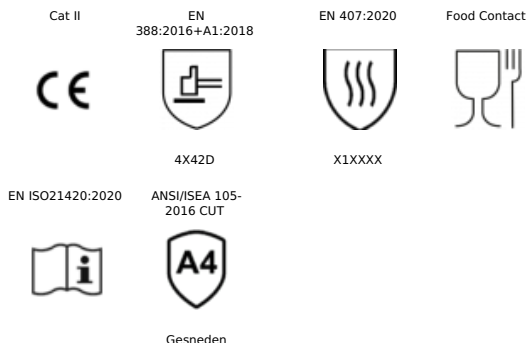 Cat II
EN
388:2016+A1:2018
EN 407:2020
Food Contact
CE
4X42D
X1XXXX
EN ISO21420:2020
ANSI/ISEA 105-
2016 CUT
i
A4
Gesneden